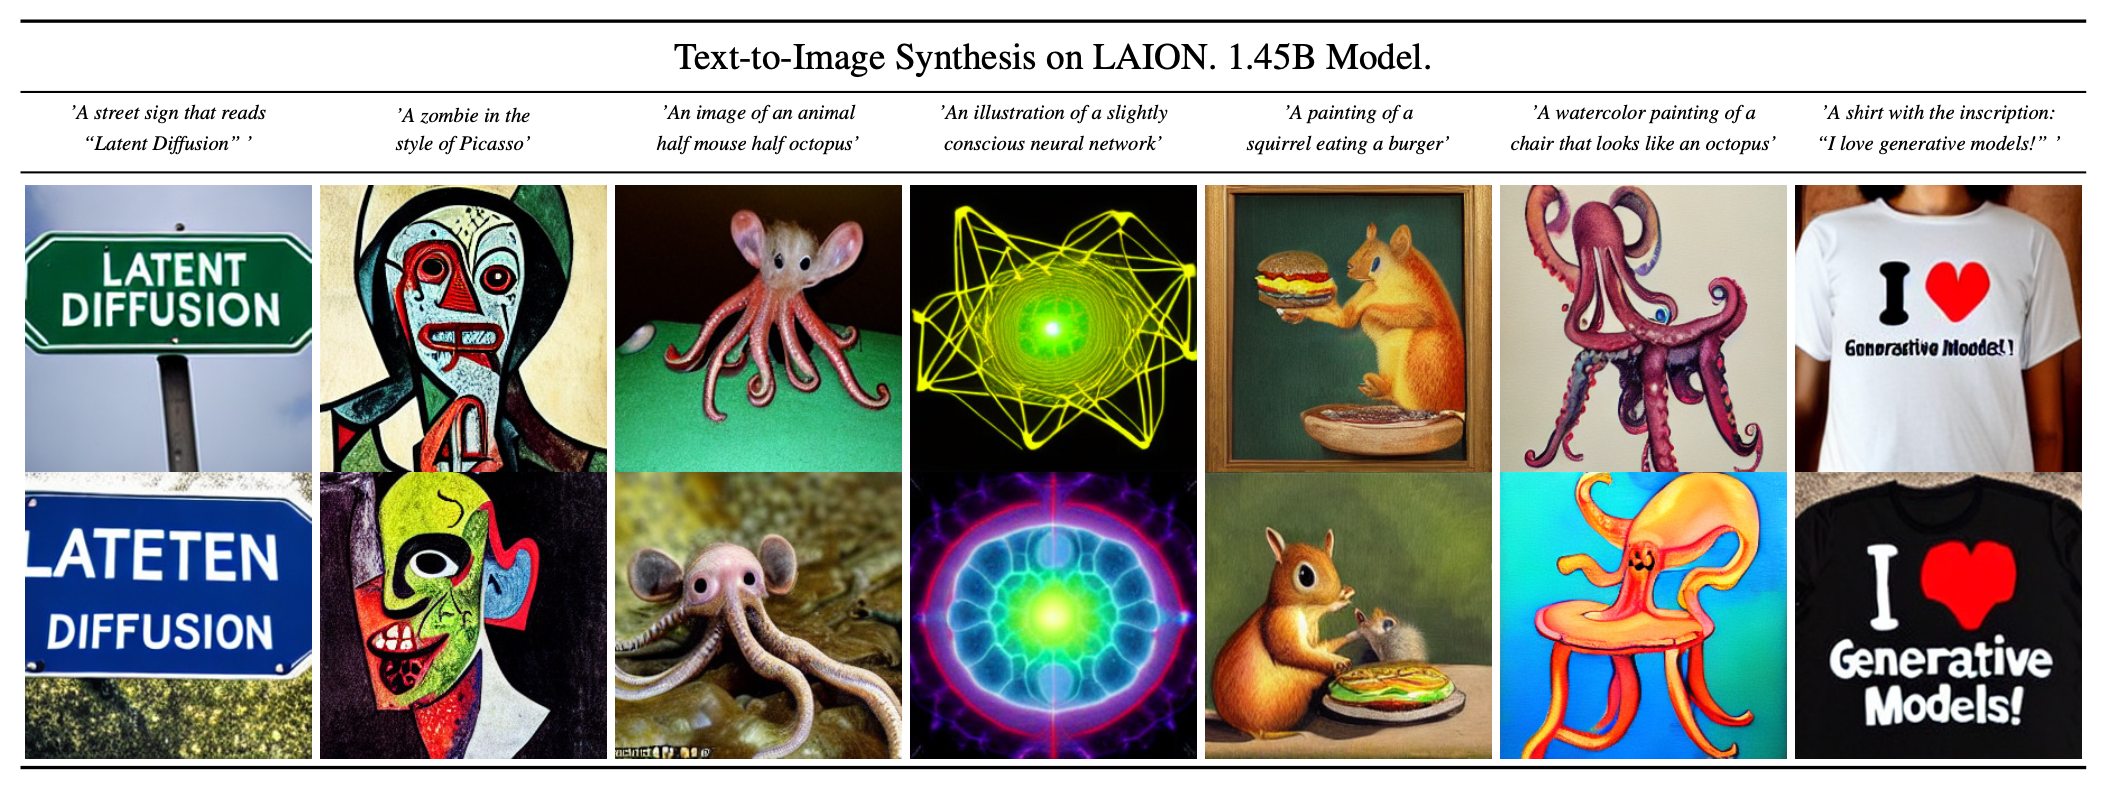 Text-to-Image Synthesis on LAION. 1.45B Model.
’A street sign that reads
“Latent Diffusion” ’
’A zombie in the
style of Picasso’
’An image of an animal
half mouse half octopus’
’An illustration of a slightly
conscious neural network’
’A painting of a
squirrel eating a burger’
’A watercolor painting of a
chair that looks like an octopus’
’A shirt with the inscription:
“I love generative models!” ’
LATENT
DIFFUSION
I
LATETEN
DIFFUSION
I
Generative
Models!